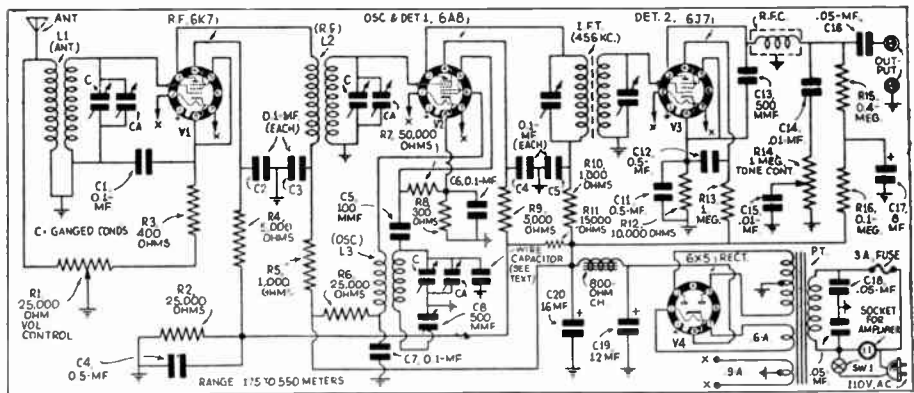 ANT
L1
(ANT)
R.F. 6K7
C
CA
V1
X
X
C1,
0.1-MF
R3,
400
OHMS
C = GANGED CONDS
R1,
25,000
OHM
VOL
CONTROL
R2,
25,000
OHMS
C4,
0.5-MF
RANGE 175 TO 550 METERS
0.1-MF
(EACH)
C2
C3
R4,
5,000
OHMS
R5,
1,000
OHMS
R6,
25,000
OHMS
(R.F.)
L2
OSC & DET. 1, 6A8
C
CA
V2
X
X
R7, 50,000
OHMS
R8
300
OHMS
C6, 0.1-MF
C5
100
MMF
(OSC)
L3
C
CA
C8
500
MMF
C7, 0.1-MF
WIRE
CAPACITOR
(SEE
TEXT)
0.1-
MF
(EACH)
C4
C5
R9
5,000
OHMS
R10,
1,000
OHMS
R11
15000
OHMS
I.F.T.
(456 KC.)
DET. 2, 6J7
V3
X
X
C12,
0.5-MF
C11
0.5-MF
R12,
10,000 OHMS
R13,
1
MEG.
R.F.C.
C13,
500
MMF
.05-MF
C16
OUT-
PUT
R15,
0.4-
MEG.
C14,
.01-MF
R14
1 MEG.
TONE CONT.
C15,
.01-MF
R16,
0.1-
MEG.
C17,
8
MF
C20
16 MF
800-
OHM
CH.
C19,
12 MF
6X5, RECT.
V4
P.T.
.6 A
.9 A
X
X
3 A. FUSE
C18,
.05-MF
SOCKET FOR
AMPLIFIER
.05-
MF
SW.1
110V., AC